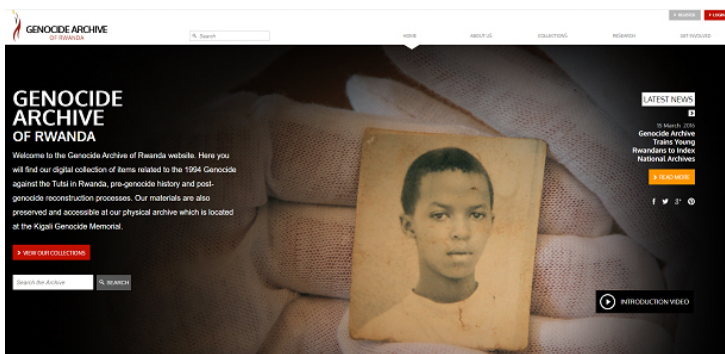 REGISTER
LOGIN
GENOCIDE ARCHIVE
OF RWANDA
Search
HOME
ABOUT US
COLLECTIONS
RESEARCH
GET INVOLVED
GENOCIDE
ARCHIVE
OF RWANDA
Welcome to the Genocide Archive of Rwanda website. Here you
will find our digital collection of items related to the 1994 Genocide
against the Tutsi in Rwanda, pre-genocide history and post-
genocide reconstruction processes. Our materials are also
preserved and accessible at our physical archive which is located
at the Kigali Genocide Memorial.
VIEW OUR COLLECTIONS
Search the Archive
SEARCH
LATEST NEWS
15 March 2016
Genocide Archive
Trains Young
Rwandans to Index
National Archives
READ MORE
INTRODUCTION VIDEO